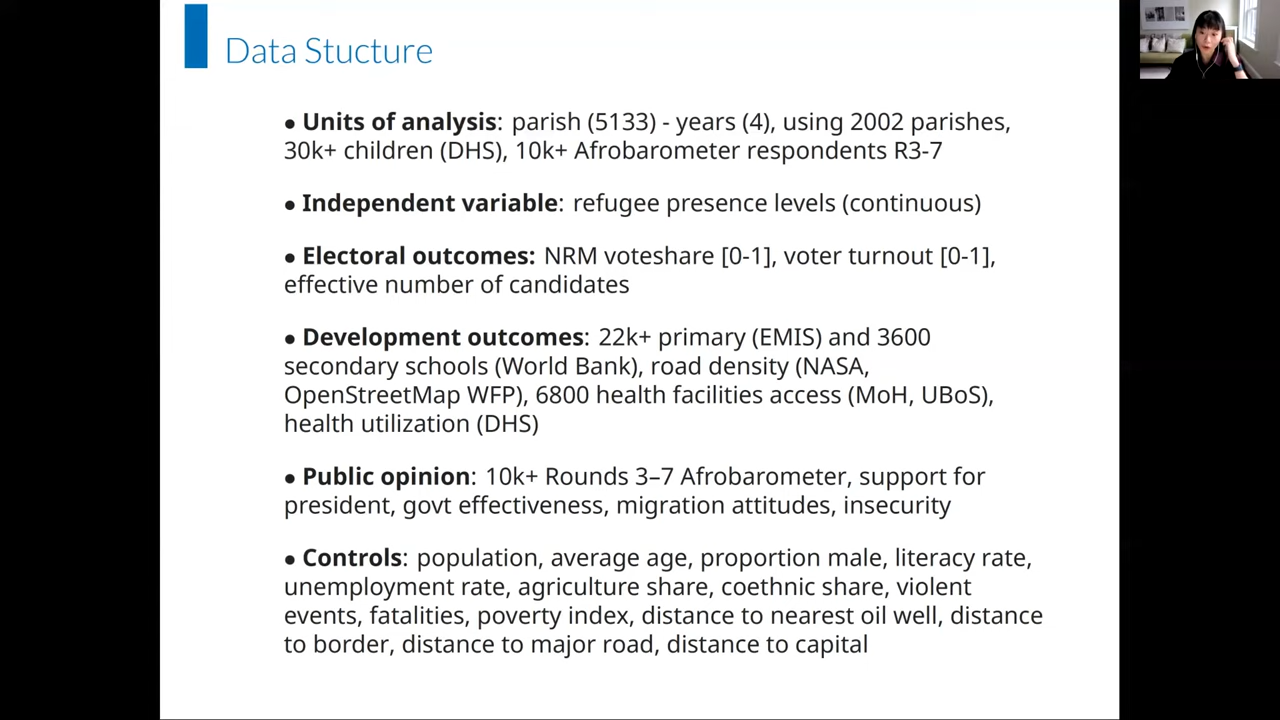 Data Stucture
● Units of analysis: parish (5133) - years (4), using 2002 parishes,
30k+ children (DHS), 10k+ Afrobarometer respondents R3-7
● Independent variable: refugee presence levels (continuous)
● Electoral outcomes: NRM voteshare [0-1], voter turnout [0-1],
effective number of candidates
● Development outcomes: 22k+ primary (EMIS) and 3600
secondary schools (World Bank), road density (NASA,
OpenStreetMap WFP), 6800 health facilities access (MoH, UBoS),
health utilization (DHS)
● Public opinion: 10k+ Rounds 3–7 Afrobarometer, support for
president, govt effectiveness, migration attitudes, insecurity
● Controls: population, average age, proportion male, literacy rate,
unemployment rate, agriculture share, coethnic share, violent
events, fatalities, poverty index, distance to nearest oil well, distance
to border, distance to major road, distance to capital